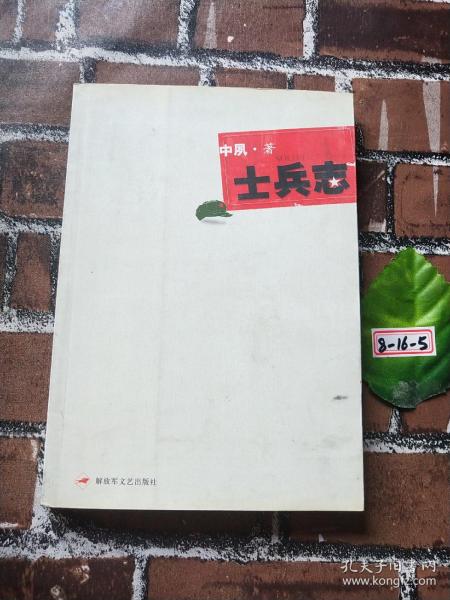 中夙·著
士兵志
8-16-5
解放军文艺出版社
孔夫子旧书网
www.kongfz.com